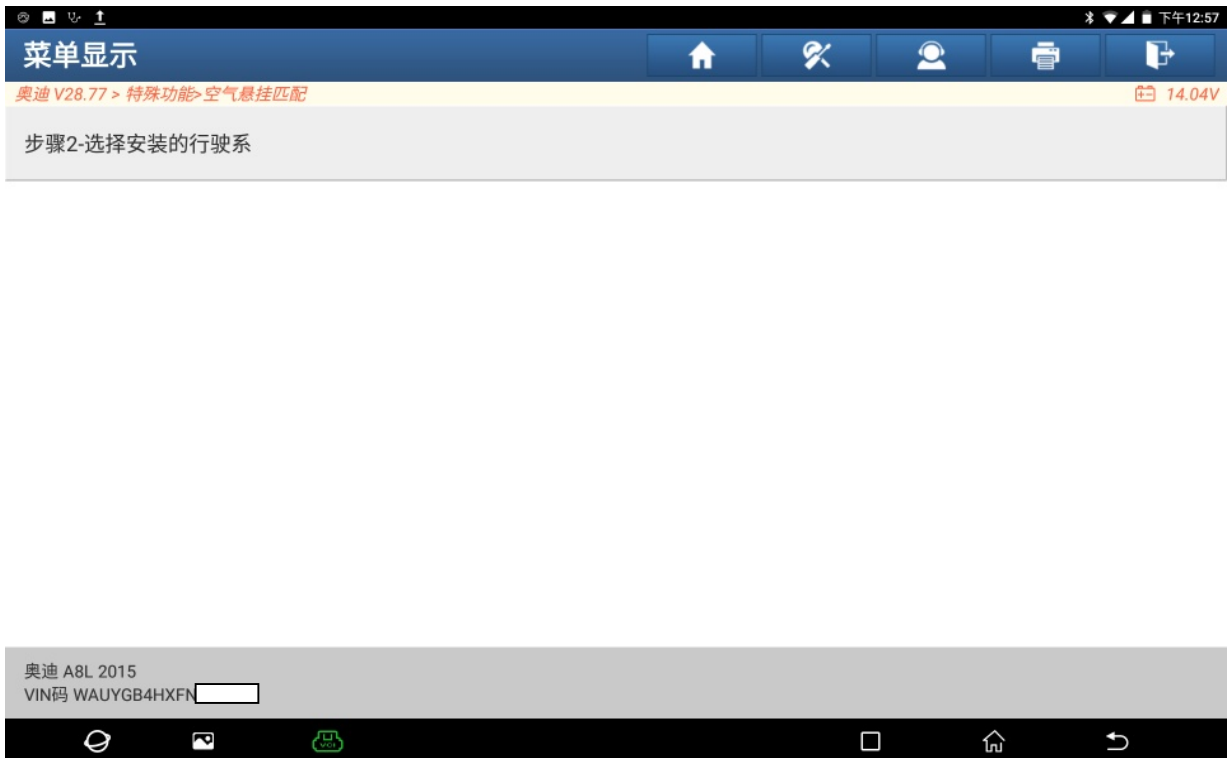 下午12:57
菜单显示
奥迪 V28.77 > 特殊功能>空气悬挂匹配
14.04V
步骤2-选择安装的行驶系
奥迪 A8L 2015
VIN码 WAUYGB4HXFN
VCI